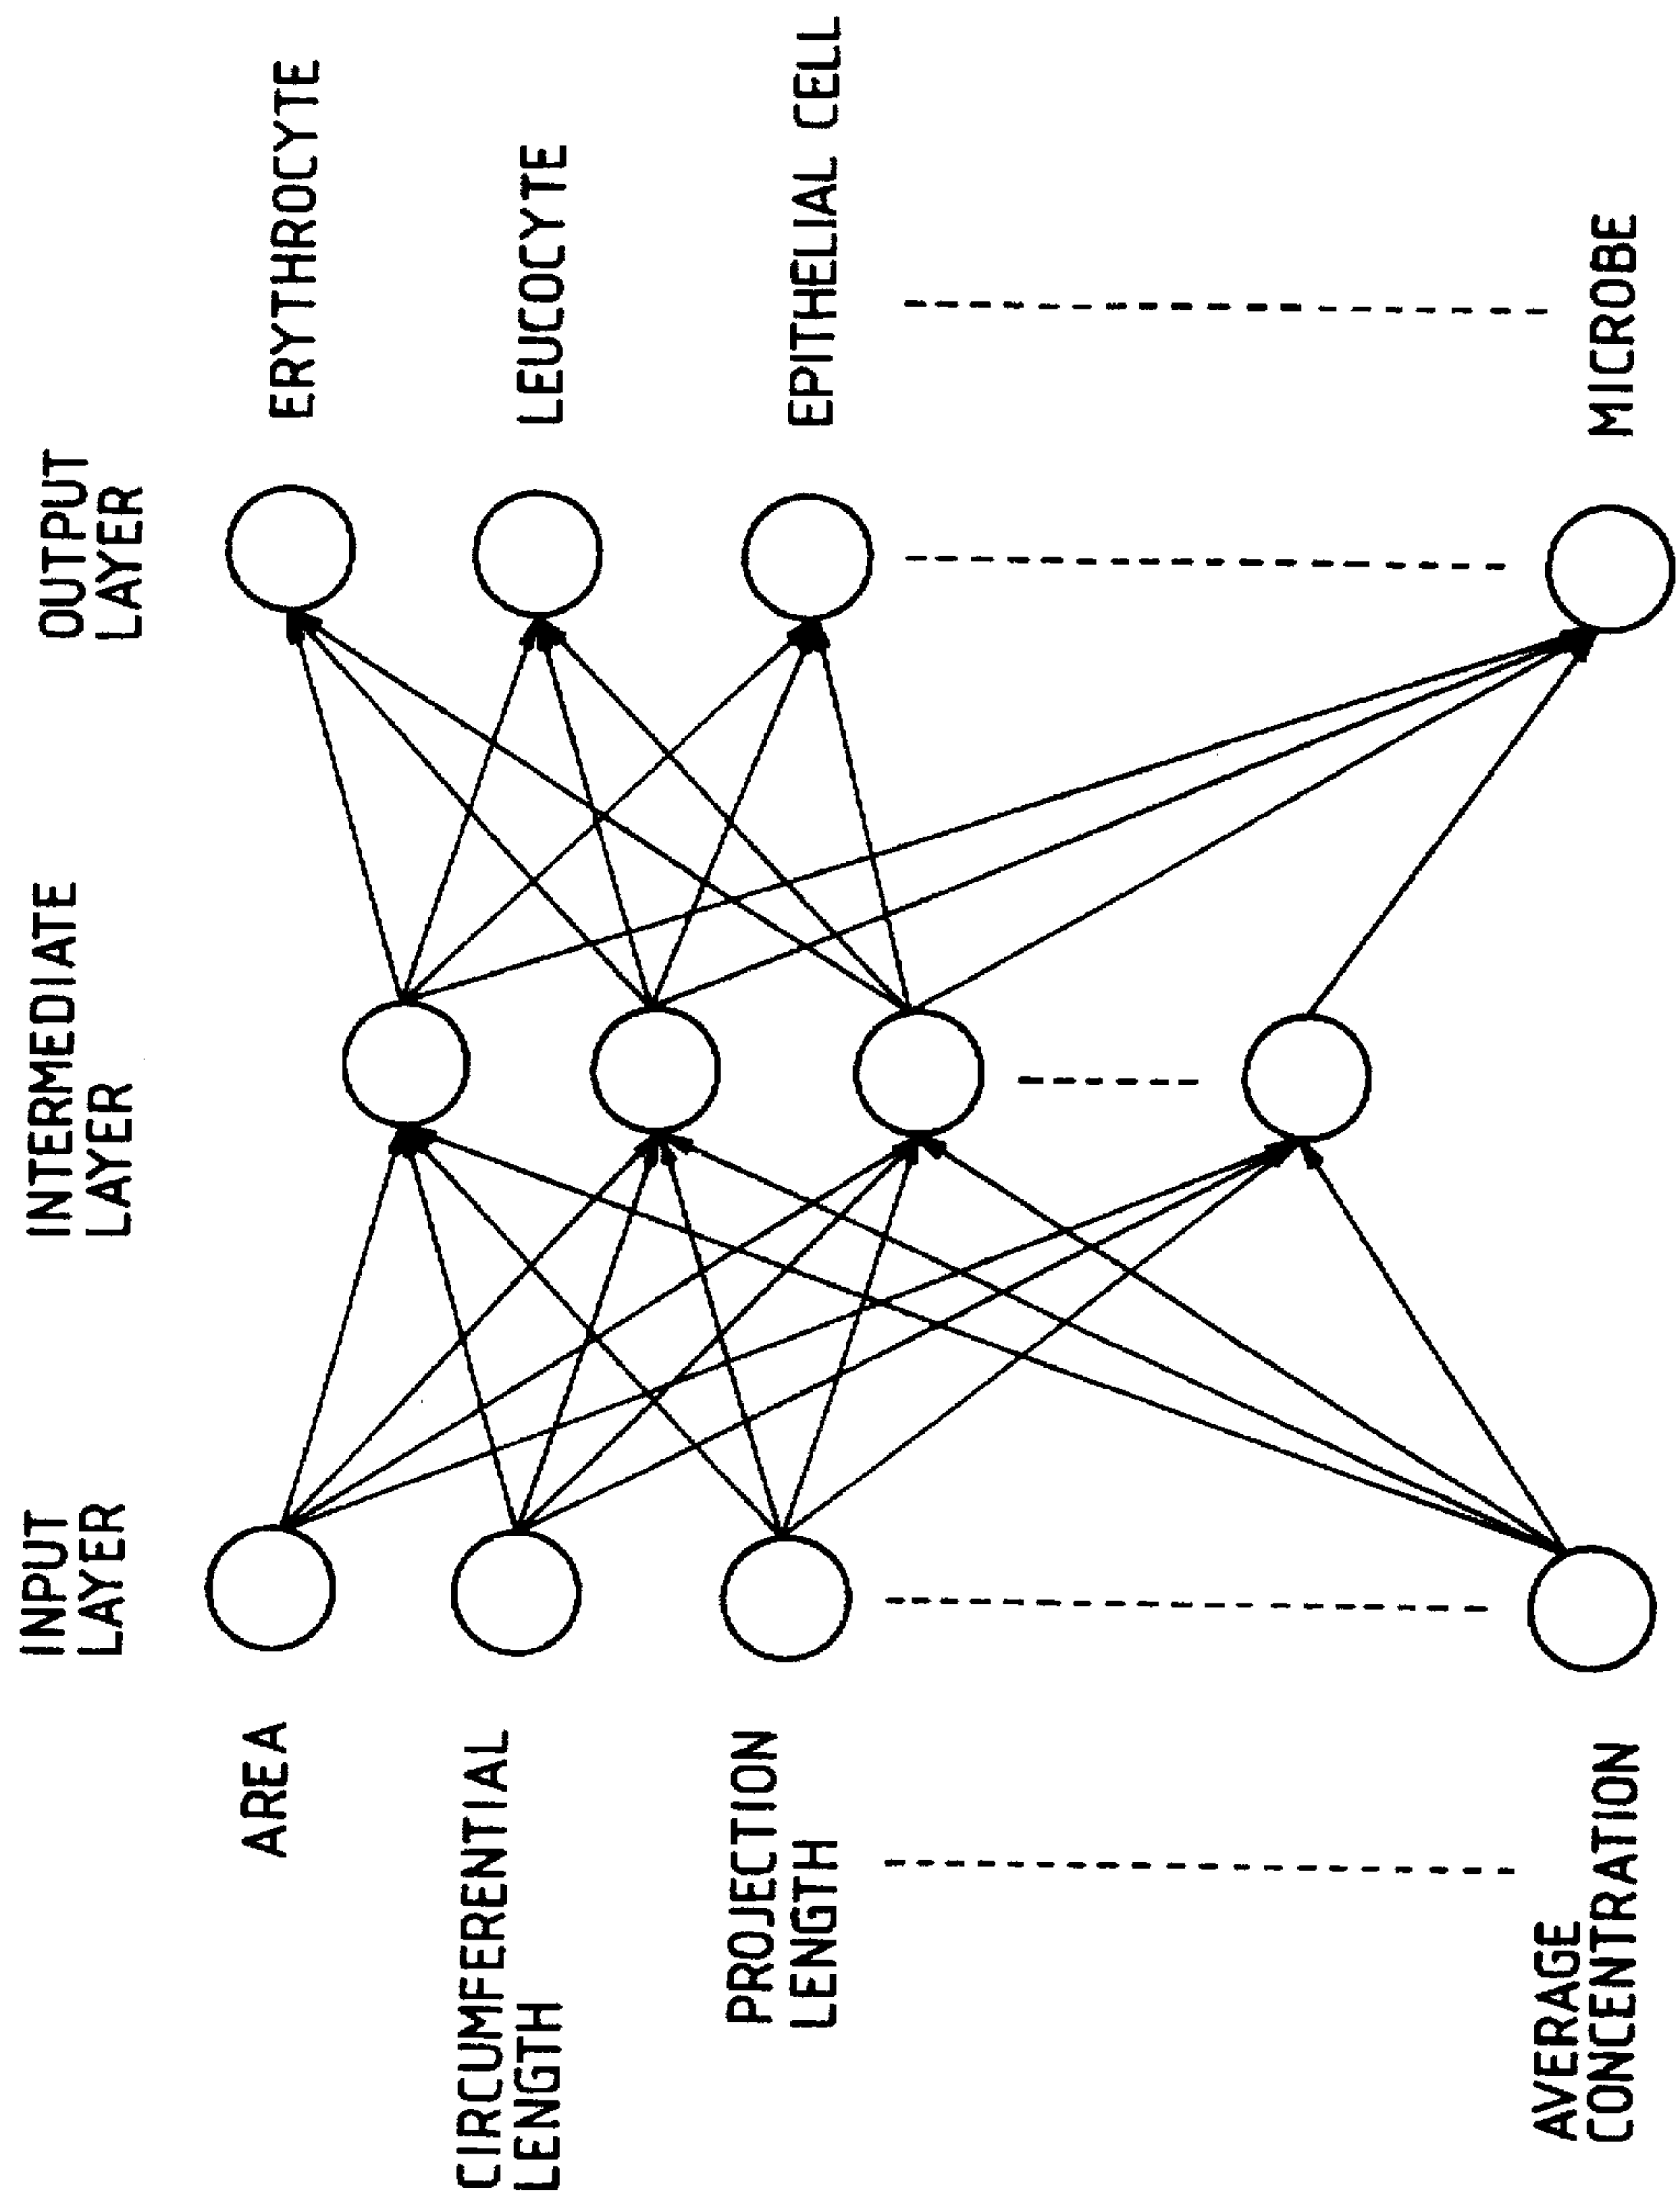 INPUT
LAYER
INTERMEDIATE
LAYER
OUTPUT
LAYER
AREA
ERYTHROCYTE
CIRCUMFERENTIAL
LENGTH
LEUCOCYTE
PROJECTION
LENGTH
EPITHELIAL CELL
AVERAGE
CONCENTRATION
MICROBE